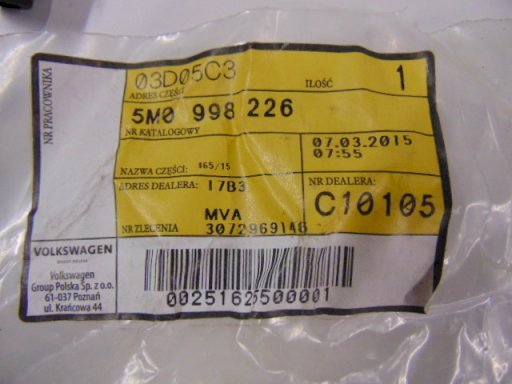 NR PRACOWNIKA
03D05C3
ADRES CZĘŚCI
ILOŚĆ 1
5M0 998 226
NR KATALOGOWY
07.03.2015
07:55
NAZWA CZĘŚCI: 465/15
ADRES DEALERA: 17B3
NR DEALERA:
C10105
MVA
NR ZLECENIA 3072969146
VOLKSWAGEN
GROUP POLSKA
Volkswagen
Group Polska Sp. z o.o.
61-037 Poznań
ul. Krańcowa 44
0025162500001